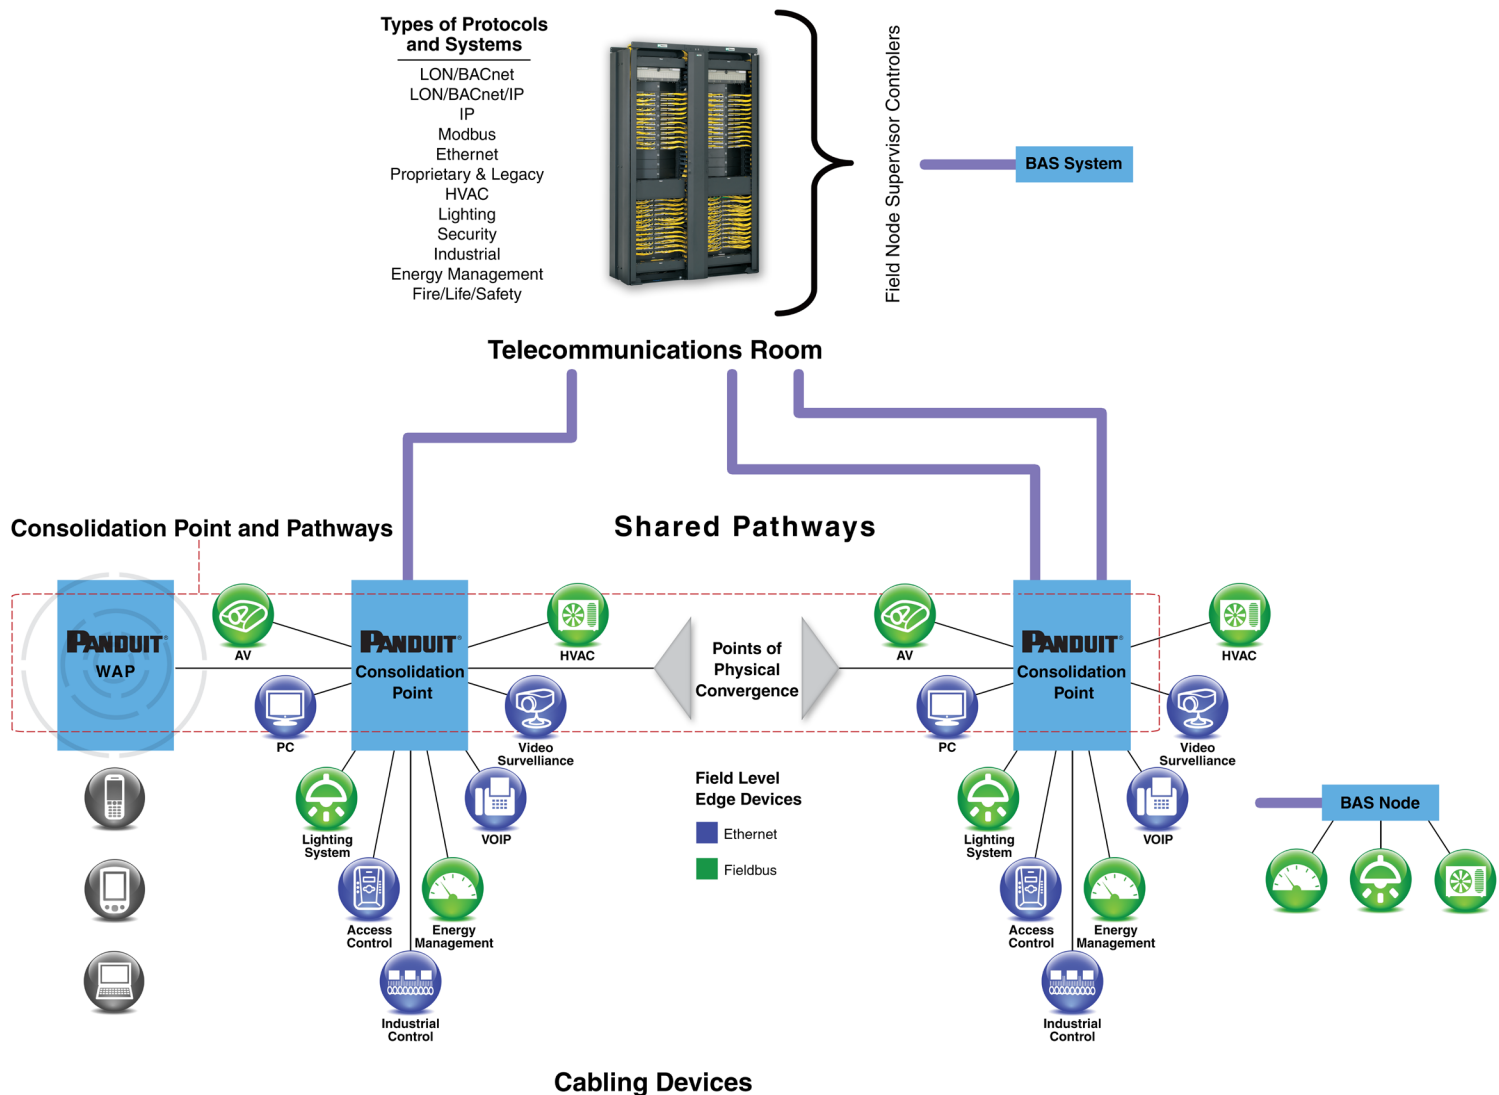 Types of Protocols
and Systems
LON/BACnet
LON/BACnet/IP
IP
Modbus
Ethernet
Proprietary & Legacy
HVAC
Lighting
Security
Industrial
Energy Management
Fire/Life/Safety
Field Node Supervisor Controlers
BAS System
Telecommunications Room
Consolidation Point and Pathways
Shared Pathways
PANDUIT®
WAP
AV
PC
PANDUIT®
Consolidation
Point
HVAC
Video
Survelliance
Lighting
System
VOIP
Access
Control
Energy
Management
Industrial
Control
Points of
Physical
Convergence
Field Level
Edge Devices
Ethernet
Fieldbus
AV
PC
PANDUIT®
Consolidation
Point
HVAC
Video
Survelliance
Lighting
System
VOIP
Access
Control
Energy
Management
Industrial
Control
BAS Node
Cabling Devices